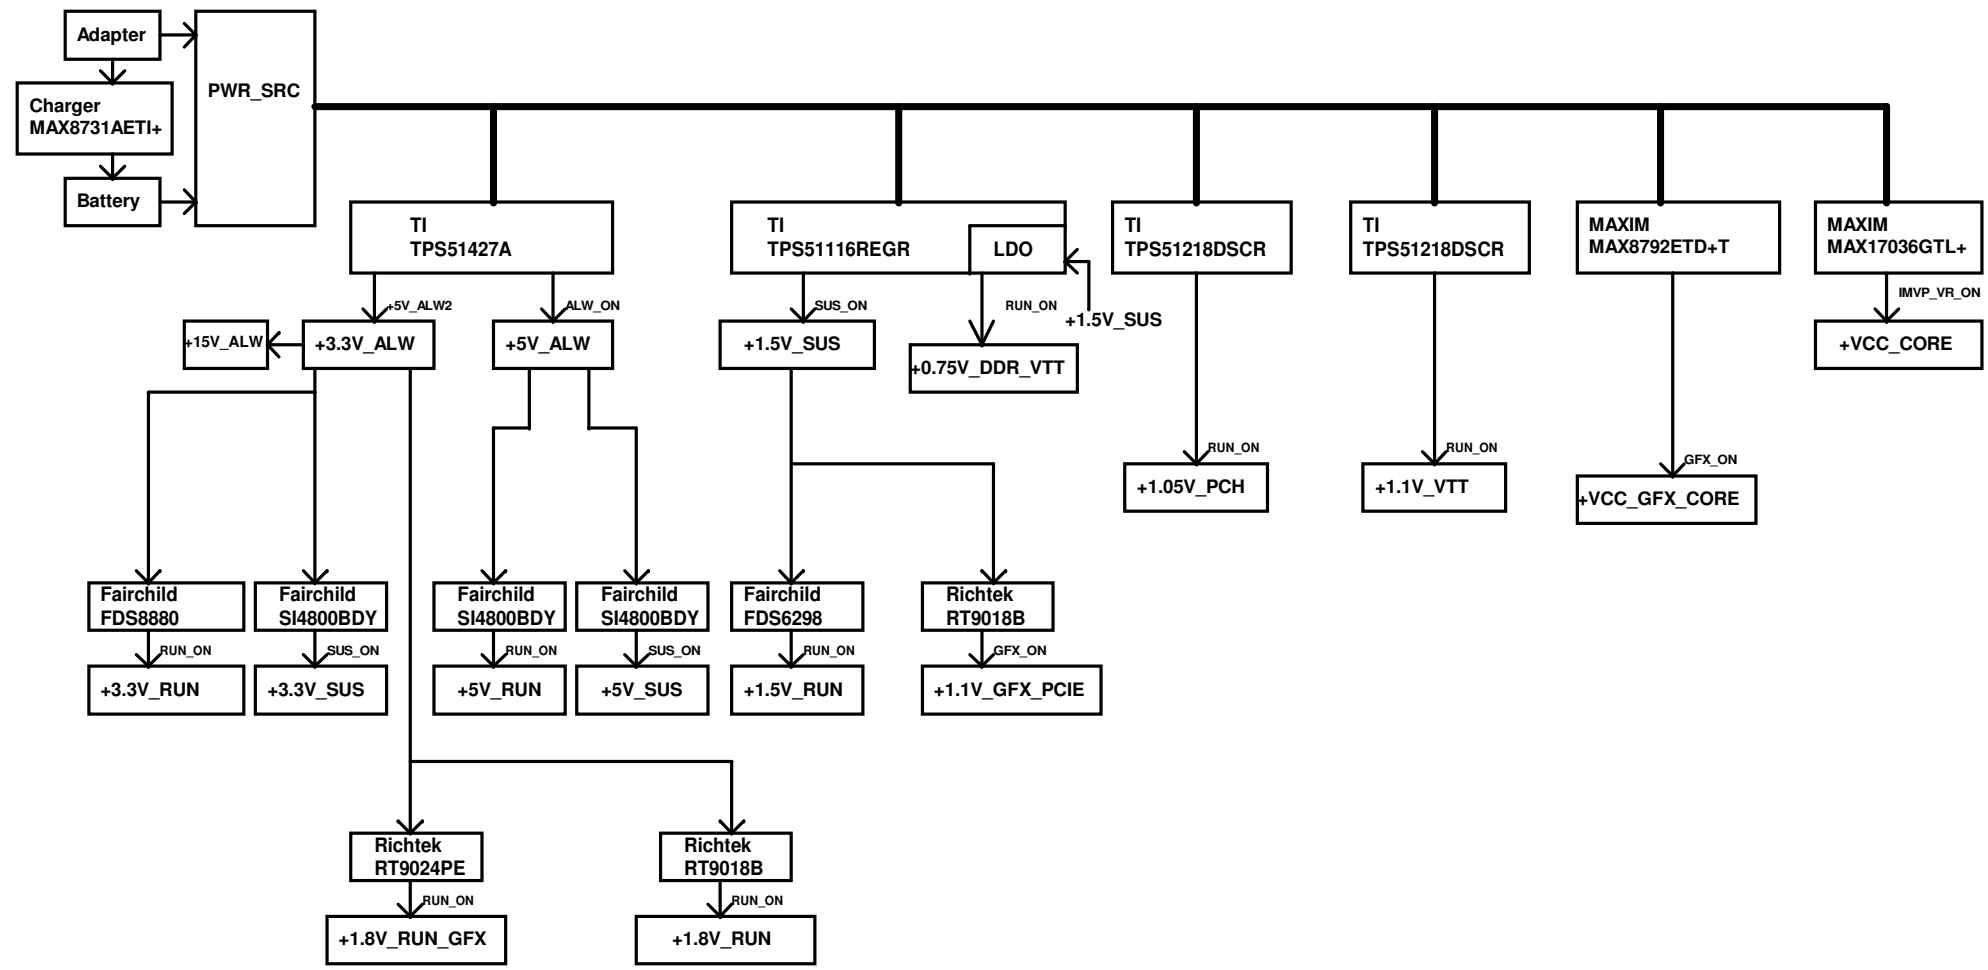 Adapter
Charger
MAX8731AETI+
Battery
PWR_SRC
TI
TPS51427A
TI
TPS51116REGR
LDO
TI
TPS51218DSCR
TI
TPS51218DSCR
MAXIM
MAX8792ETD+T
MAXIM
MAX17036GTL+
+5V_ALW2
ALW_ON
SUS_ON
RUN_ON
+1.5V_SUS
IMVP_VR_ON
+15V_ALW
+3.3V_ALW
+5V_ALW
+1.5V_SUS
+0.75V_DDR_VTT
+VCC_CORE
RUN_ON
+1.05V_PCH
RUN_ON
+1.1V_VTT
GFX_ON
+VCC_GFX_CORE
Fairchild
FDS8880
Fairchild
SI4800BDY
Fairchild
SI4800BDY
Fairchild
SI4800BDY
Fairchild
FDS6298
Richtek
RT9018B
RUN_ON
SUS_ON
RUN_ON
SUS_ON
RUN_ON
GFX_ON
+3.3V_RUN
+3.3V_SUS
+5V_RUN
+5V_SUS
+1.5V_RUN
+1.1V_GFX_PCIE
Richtek
RT9024PE
Richtek
RT9018B
RUN_ON
RUN_ON
+1.8V_RUN_GFX
+1.8V_RUN